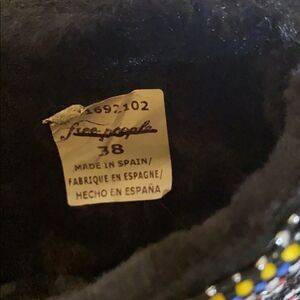 1692102
free people
38
MADE IN SPAIN/
FABRIQUE EN ESPAGNE/
HECHO EN ESPAÑA